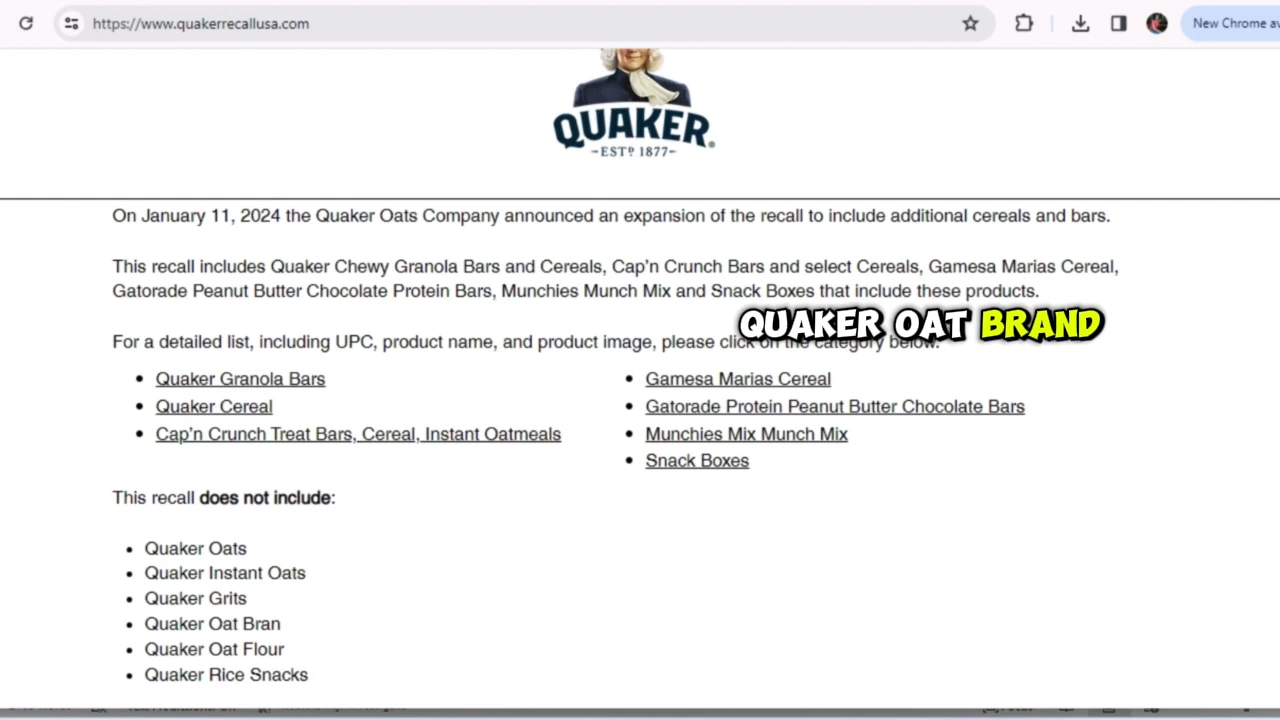 https://www.quakerrecallusa.com
New Chrome av
QUAKER
ESTD 1877
On January 11, 2024 the Quaker Oats Company announced an expansion of the recall to include additional cereals and bars.
This recall includes Quaker Chewy Granola Bars and Cereals, Cap'n Crunch Bars and select Cereals, Gamesa Marias Cereal,
Gatorade Peanut Butter Chocolate Protein Bars, Munchies Munch Mix and Snack Boxes that include these products.
QUAKER OAT BRAND
For a detailed list, including UPC, product name, and product image, please click on the category below.
• Quaker Granola Bars
• Quaker Cereal
• Cap'n Crunch Treat Bars, Cereal, Instant Oatmeals
• Gamesa Marias Cereal
• Gatorade Protein Peanut Butter Chocolate Bars
• Munchies Mix Munch Mix
• Snack Boxes
This recall does not include:
• Quaker Oats
• Quaker Instant Oats
• Quaker Grits
• Quaker Oat Bran
• Quaker Oat Flour
• Quaker Rice Snacks